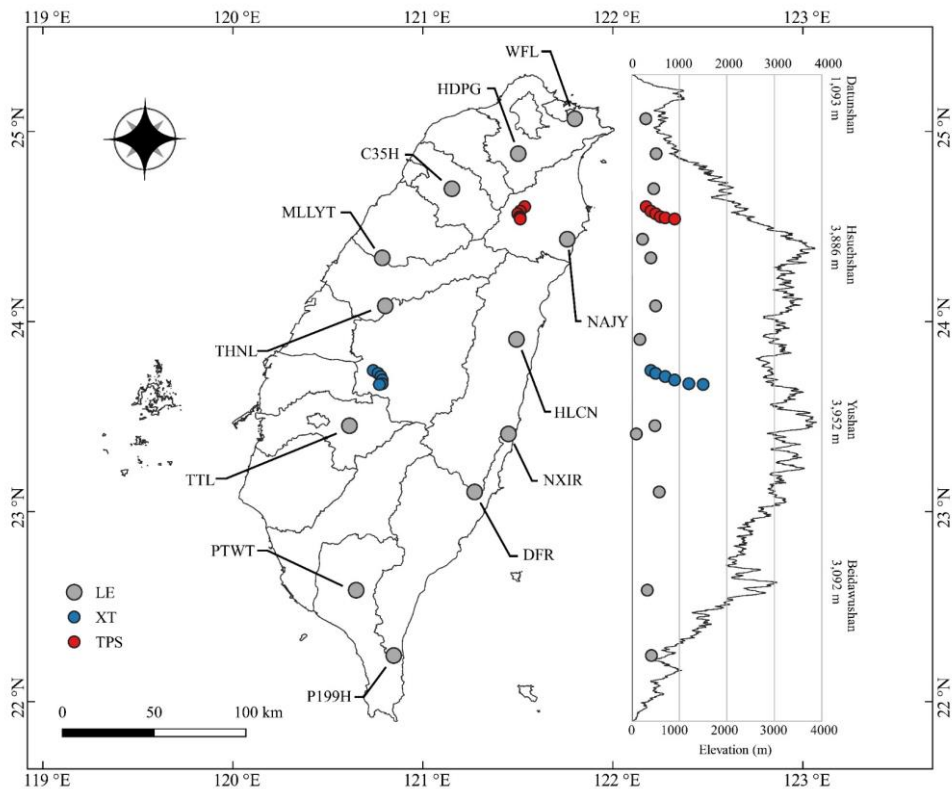 119 °E 120 °E 121 °E 122 °E 123 °E
0 1000 2000 3000 4000
WFL
HDPG
C35H
MLLYT
THNL
NAJY
HLCN
TTL
NXIR
DFR
PTWT
P199H
LE
XT
TPS
0 50 100 km
25 °N
24 °N
23 °N
22 °N
25 °N
24 °N
23 °N
22 °N
Datunshan
1,093 m
Hsuehshan
3,886 m
Yushan
3,952 m
Beidawushan
3,092 m
0 1000 2000 3000 4000
Elevation (m)
119 °E 120 °E 121 °E 122 °E 123 °E